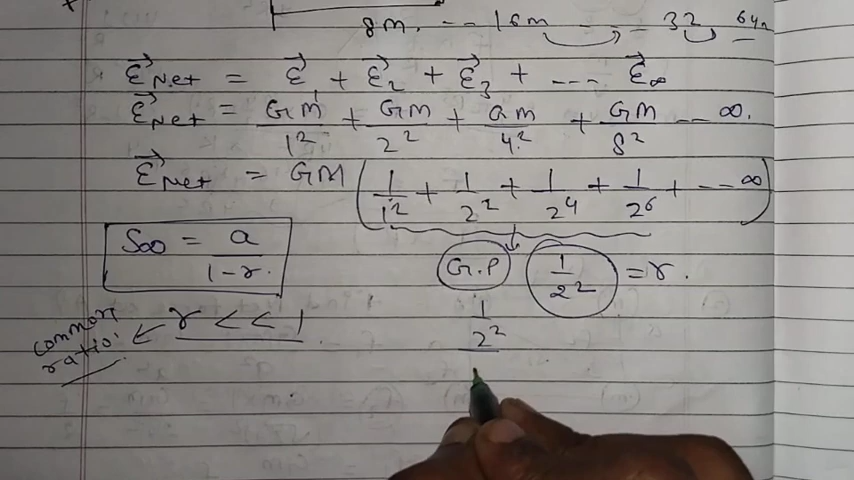 8m, -- 16m -- 32 64m
E⃗Net = E⃗1 + E⃗2 + E⃗3 + --- E⃗∞
E⃗Net = GM/1² + GM/2² + GM/4² + GM/8² -- ∞.
E⃗Net = GM (1/1² + 1/2² + 1/2⁴ + 1/2⁶ + -- ∞)
S∞ = a/1-r.
G.P 1/2² = r.
common ratio. ← r << 1
1/2²